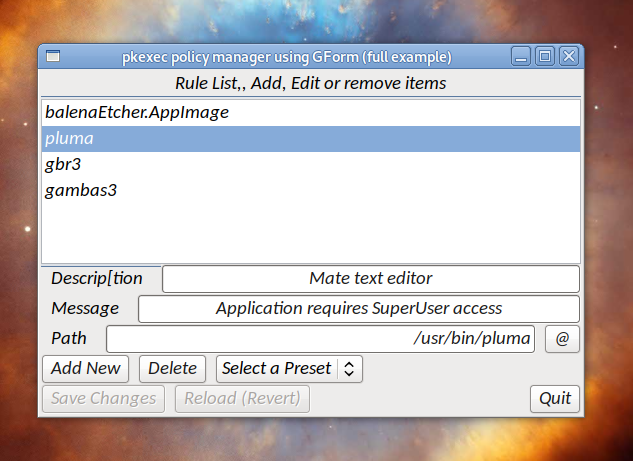 pkexec policy manager using GForm (full example)
Rule List,, Add, Edit or remove items
balenaEtcher.AppImage
pluma
gbr3
gambas3
Descrip[tion Mate text editor
Message Application requires SuperUser access
Path /usr/bin/pluma @
Add New Delete Select a Preset
Save Changes Reload (Revert) Quit